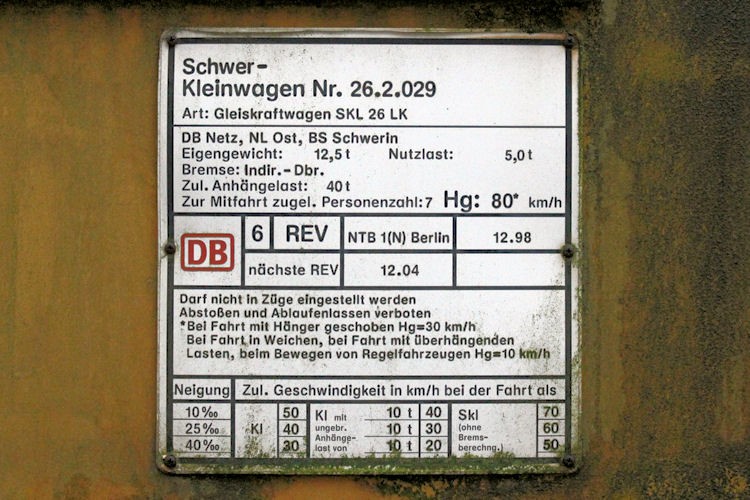 Schwer-
Kleinwagen Nr. 26.2.029
Art: Gleiskraftwagen SKL 26 LK
DB Netz, NL Ost, BS Schwerin
Eigengewicht: 12,5 t Nutzlast: 5,0 t
Bremse: Indir.-Dbr.
Zul. Anhängelast: 40 t
Zur Mitfahrt zugel. Personenzahl: 7 Hg: 80* km/h
DB 6 REV NTB 1(N) Berlin 12.98
nächste REV 12.04
Darf nicht in Züge eingestellt werden
Abstoßen und Ablaufenlassen verboten
*Bei Fahrt mit Hänger geschoben Hg=30 km/h
Bei Fahrt in Weichen, bei Fahrt mit überhängenden
Lasten, beim Bewegen von Regelfahrzeugen Hg=10 km/h
Neigung Zul. Geschwindigkeit in km/h bei der Fahrt als
10 ‰ 50 Kl mit 10 t 40 Skl 70
25 ‰ Kl 40 ungebr. 10 t 30 (ohne 60
Anhänge- Brems-
40 ‰ 30 last von 10 t 20 berechng.) 50